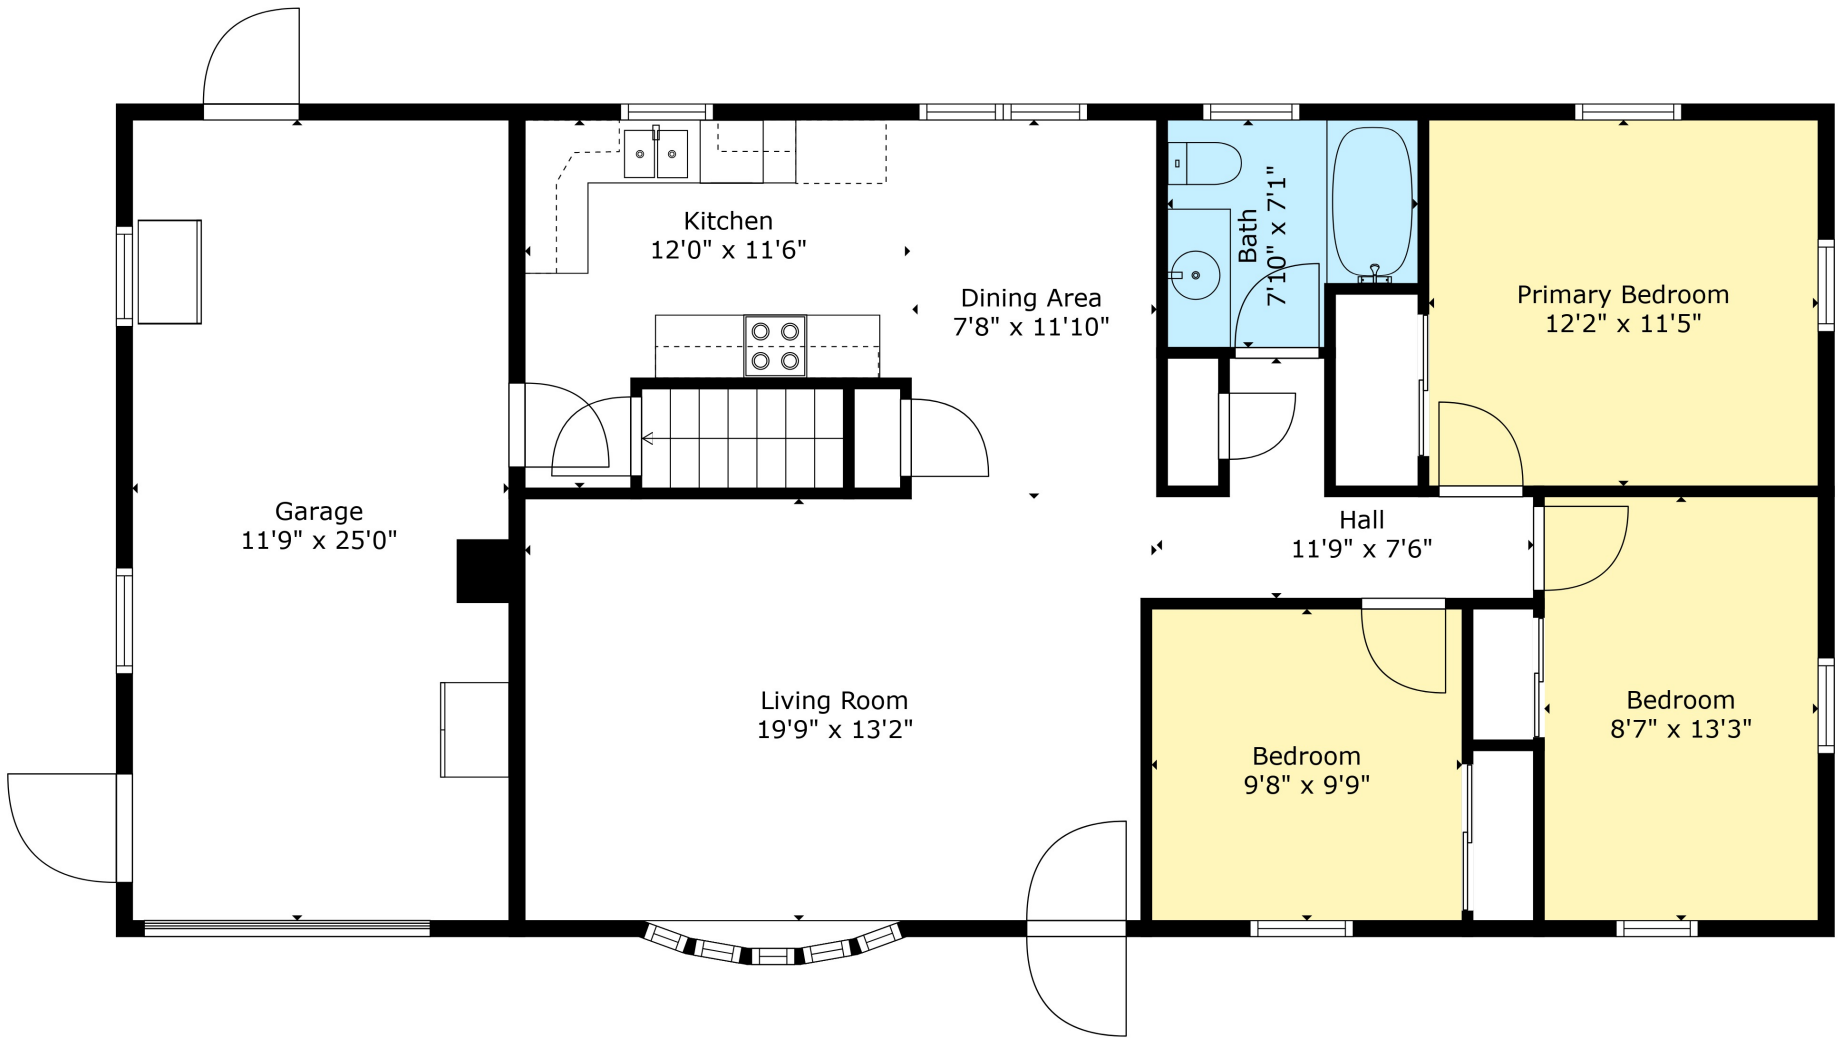 Kitchen
12'0" x 11'6"
Dining Area
7'8" x 11'10"
Bath
7'10" x 7'1"
Primary Bedroom
12'2" x 11'5"
Garage
11'9" x 25'0"
Hall
11'9" x 7'6"
Living Room
19'9" x 13'2"
Bedroom
9'8" x 9'9"
Bedroom
8'7" x 13'3"